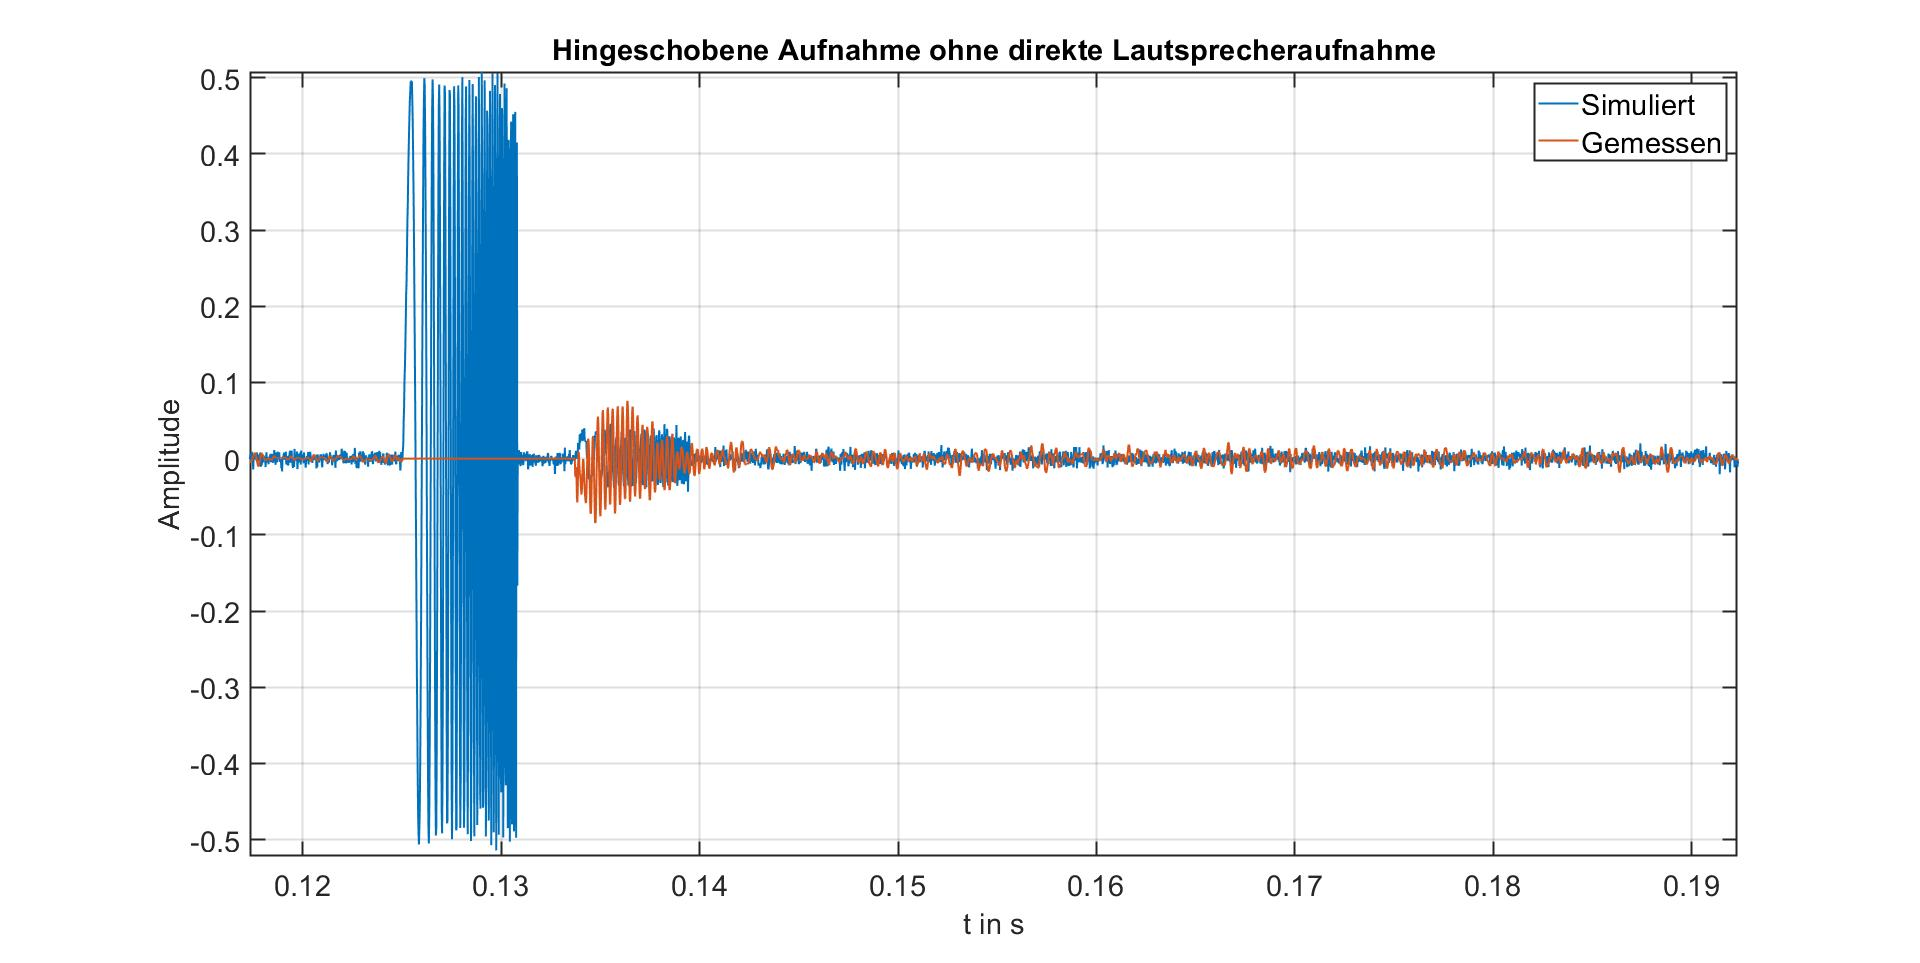 Hingeschobene Aufnahme ohne direkte Lautsprecheraufnahme
Simuliert
Gemessen
Amplitude
0.5
0.4
0.3
0.2
0.1
0
-0.1
-0.2
-0.3
-0.4
-0.5
0.12 0.13 0.14 0.15 0.16 0.17 0.18 0.19
t in s